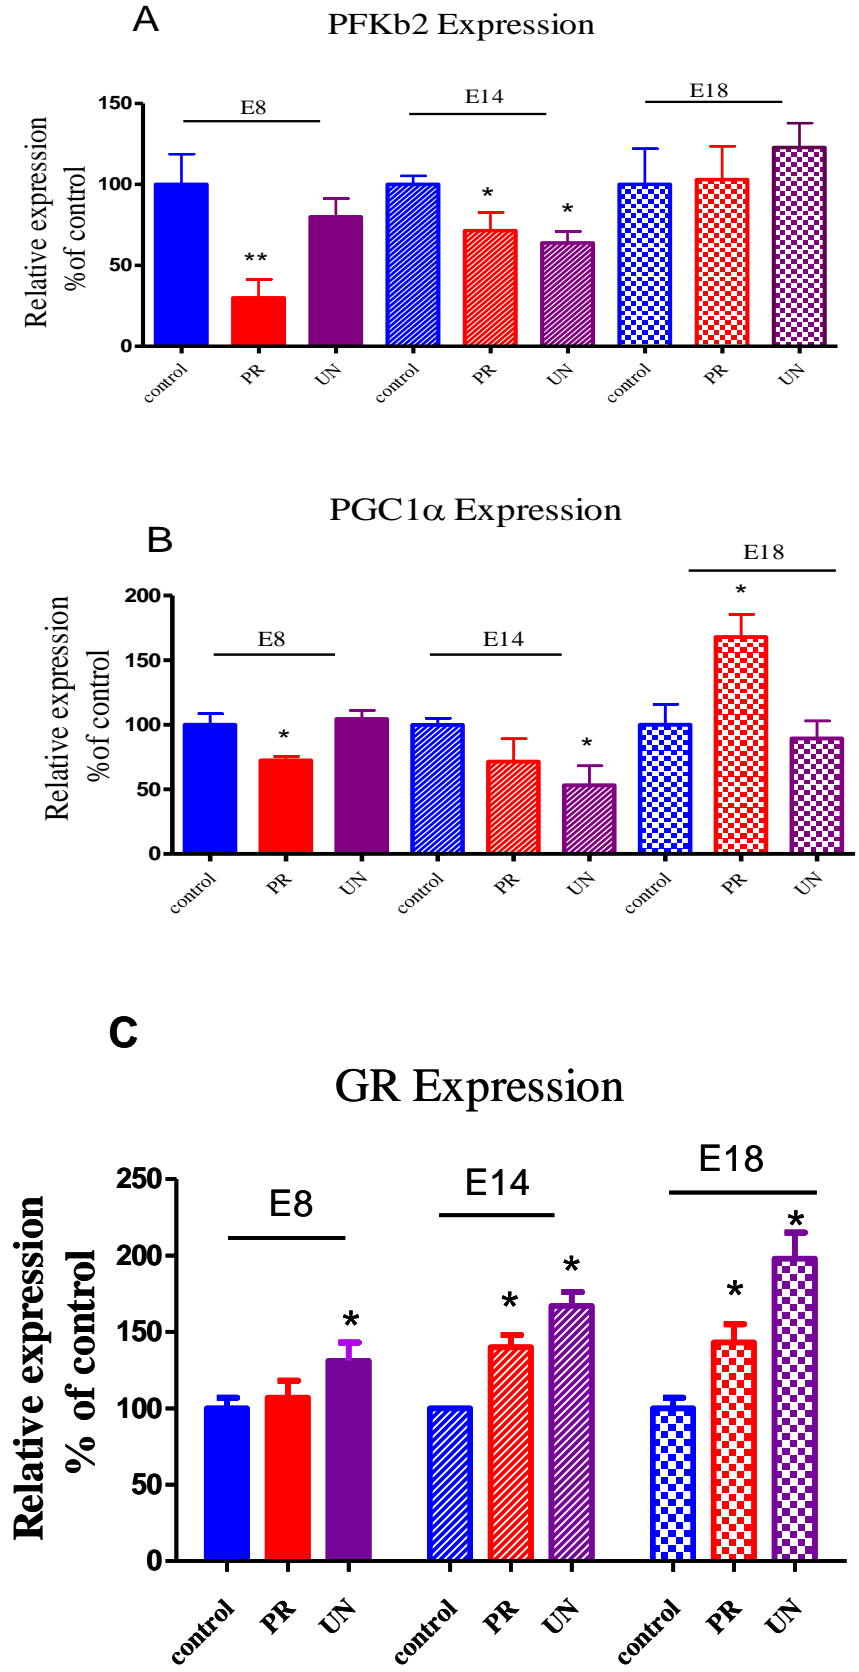 A
PFKb2 Expression
Relative expression
%of control
150
100
50
0
E8
E14
E18
**
*
*
control
PR
UN
control
PR
UN
control
PR
UN
B
PGC1α Expression
Relative expression
%of control
200
150
100
50
0
E8
E14
E18
*
*
*
control
PR
UN
control
PR
UN
control
PR
UN
C
GR Expression
Relative expression
% of control
250
200
150
100
50
0
E8
E14
E18
*
*
*
*
*
control
PR
UN
control
PR
UN
control
PR
UN